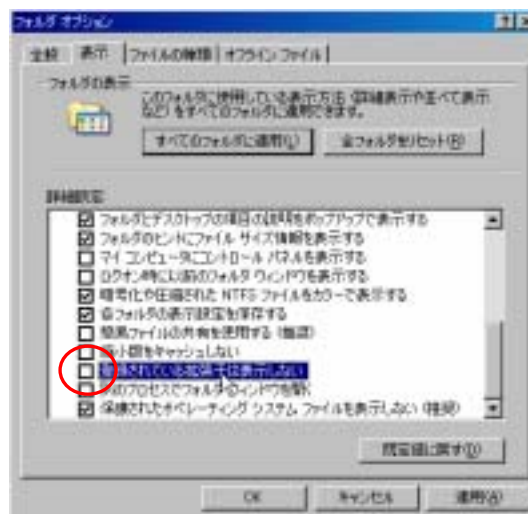 フォルダ オプション
全般 表示 ファイルの種類 オフライン ファイル
フォルダの表示
このフォルダに使用している表示方法 (詳細表示や並べて表示
など) をすべてのフォルダに適用できます。
すべてのフォルダに適用(L) 全フォルダをリセット(R)
詳細設定:
フォルダとデスクトップの項目の説明をポップアップで表示する
フォルダのヒントにファイル サイズ情報を表示する
マイ コンピュータにコントロール パネルを表示する
ログオン時に以前のフォルダ ウィンドウを表示する
暗号化や圧縮された NTFS ファイルをカラーで表示する
各フォルダの表示設定を保存する
簡易ファイルの共有を使用する (推奨)
縮小版をキャッシュしない
登録されている拡張子は表示しない
別のプロセスでフォルダ ウィンドウを開く
保護されたオペレーティング システム ファイルを表示しない (推奨)
既定値に戻す(D)
OK キャンセル 適用(A)